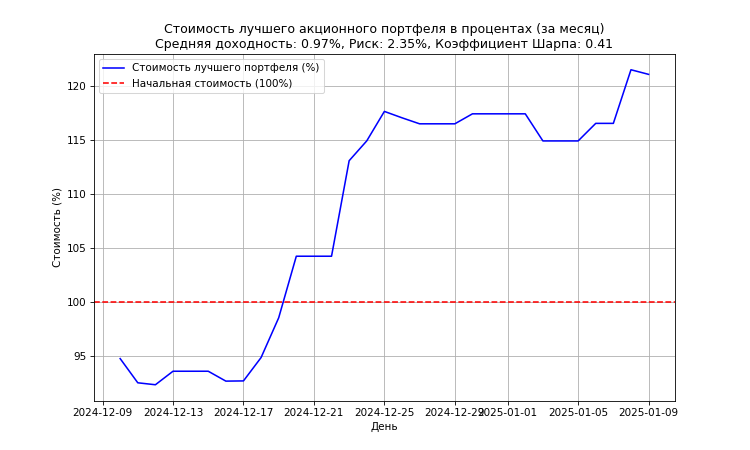 Стоимость лучшего акционного портфеля в процентах (за месяц)
Средняя доходность: 0.97%, Риск: 2.35%, Коэффициент Шарпа: 0.41
Стоимость лучшего портфеля (%)
Начальная стоимость (100%)
Стоимость (%)
120
115
110
105
100
95
2024-12-09 2024-12-13 2024-12-17 2024-12-21 2024-12-25 2024-12-29 2025-01-01 2025-01-05 2025-01-09
День